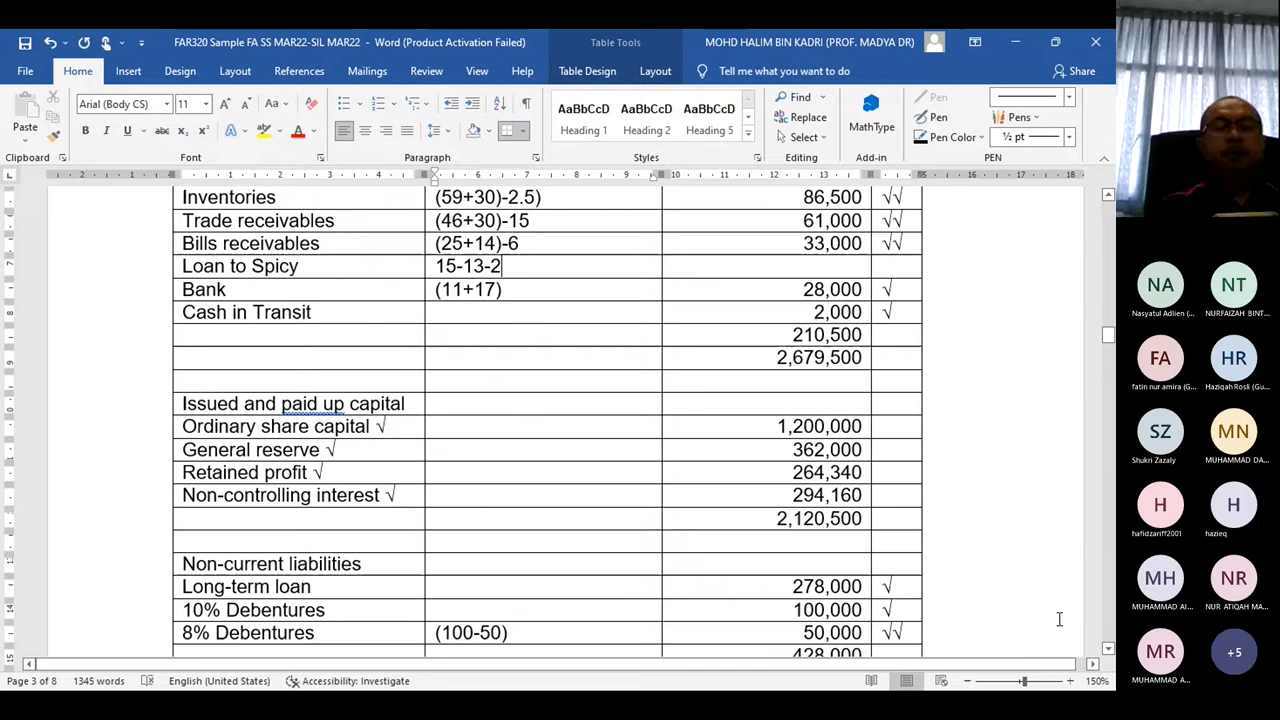 FAR320 Sample FA SS MAR22-SIL MAR22 - Word (Product Activation Failed)
Table Tools
MOHD HALIM BIN KADRI (PROF. MADYA DR)
File Home Insert Design Layout References Mailings Review View Help Table Design Layout Tell me what you want to do Share
Paste
Arial (Body CS) 11
AaBbCcD AaBbCcD AaBbCcD
Heading 1 Heading 2 Heading 5
Find
Replace
Select
MathType
Pen
Pen
Pen Color
Pens
½ pt
Clipboard Font Paragraph Styles Editing Add-in PEN
Inventories (59+30)-2.5) 86,500 √√
Trade receivables (46+30)-15 61,000 √√
Bills receivables (25+14)-6 33,000 √√
Loan to Spicy 15-13-2
Bank (11+17) 28,000 √
Cash in Transit 2,000 √
210,500
2,679,500
Issued and paid up capital
Ordinary share capital √ 1,200,000
General reserve √ 362,000
Retained profit √ 264,340
Non-controlling interest √ 294,160
2,120,500
Non-current liabilities
Long-term loan 278,000 √
10% Debentures 100,000 √
8% Debentures (100-50) 50,000 √√
428,000
Page 3 of 8 1345 words English (United States) Accessibility: Investigate 150%
NA NT
Nasyatul Adlien (... NURFAIZAH BINT...
FA HR
fatin nur amira (G... Haziqah Rosli (Gu...
SZ MN
Shukri Zazaly MUHAMMAD DA...
H H
hafidzariff2001 hazieq
MH NR
MUHAMMAD AI... NUR ATIQAH MA...
MR +5
MUHAMMAD A...